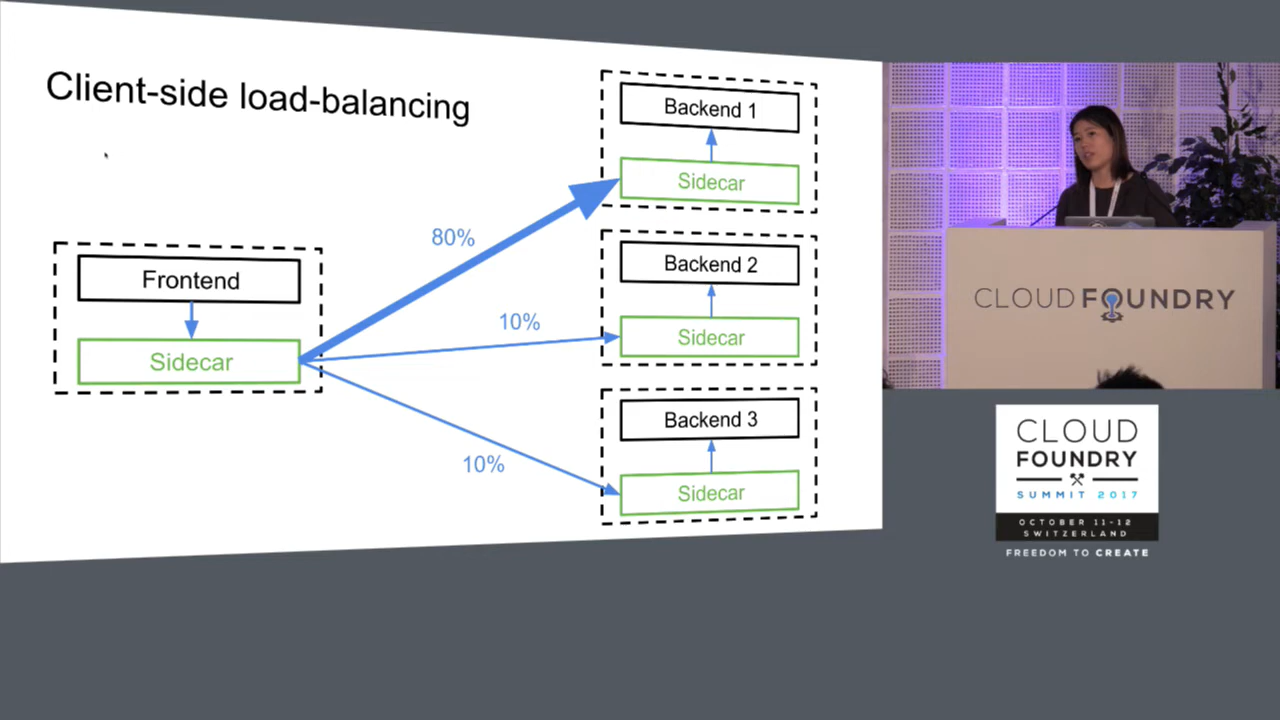 Client-side load-balancing
Backend 1
Sidecar
80%
Frontend
Sidecar
10%
Backend 2
Sidecar
10%
Backend 3
Sidecar
CLOUD FOUNDRY
CLOUD
FOUNDRY
SUMMIT 2017
OCTOBER 11-12
SWITZERLAND
FREEDOM TO CREATE